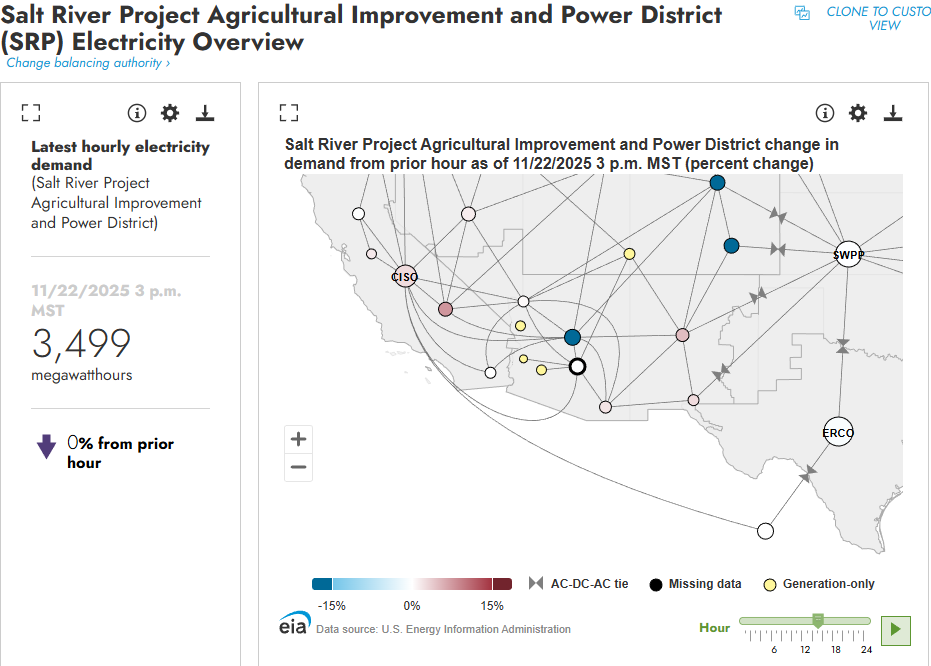 Salt River Project Agricultural Improvement and Power District
(SRP) Electricity Overview
Change balancing authority ›
CLONE TO CUSTO
VIEW
Latest hourly electricity
demand
(Salt River Project
Agricultural Improvement
and Power District)
11/22/2025 3 p.m.
MST
3,499
megawatthours
0% from prior
hour
Salt River Project Agricultural Improvement and Power District change in
demand from prior hour as of 11/22/2025 3 p.m. MST (percent change)
SWPP
CISO
ERCO
+
−
-15%
0%
15%
AC-DC-AC tie
Missing data
Generation-only
eia
Data source: U.S. Energy Information Administration
Hour
6
12
18
24